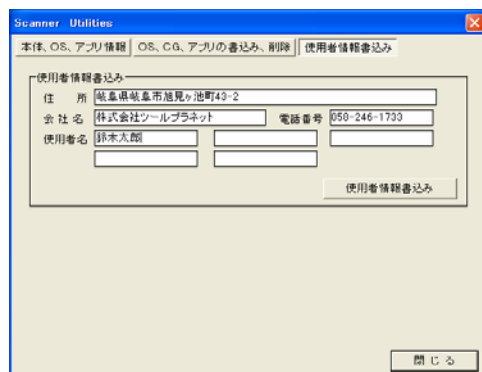 Scanner Utilities
本体、OS、アプリ情報 OS、CG、アプリの書込み、削除 使用者情報書込み
使用者情報書込み
住 所 岐阜県岐阜市旭見ヶ池町43-2
会社名 株式会社ツールプラネット 電話番号 058-246-1733
使用者名 鈴木太郎
使用者情報書込み
閉じる